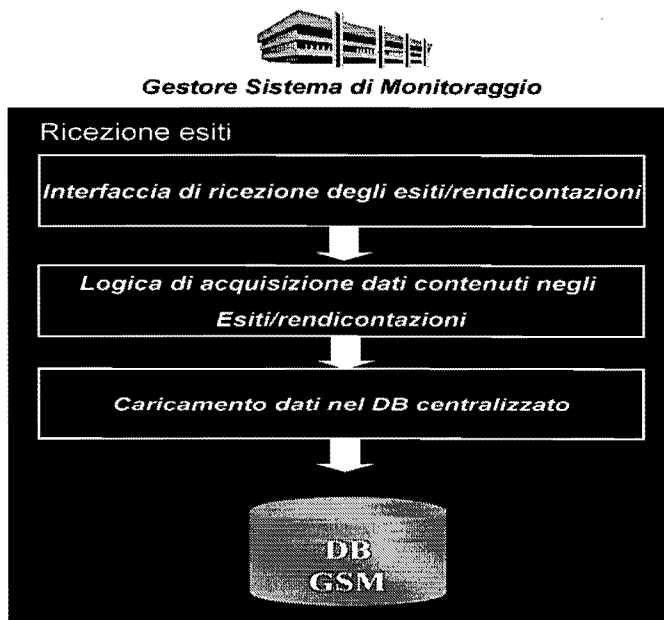 Gestore Sistema di Monitoraggio
Ricezione esiti
Interfaccia di ricezione degli esiti/rendicontazioni
Logica di acquisizione dati contenuti negli
Esiti/rendicontazioni
Caricamento dati nel DB centralizzato
DB
GSM